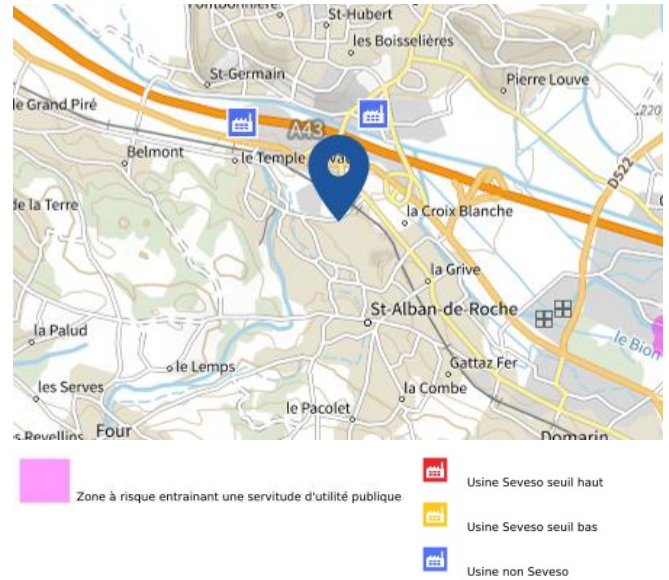 St-Hubert
les Boisselières
St-Germain
Pierre Louve
le Grand Piré
220
A43
Belmont
le Temple
D522
de la Terre
la Croix Blanche
la Grive
St-Alban-de-Roche
le Bion
la Palud
le Lemps
Gattaz Fer
les Serves
la Combe
le Pacolet
s Revellins
Four
Domarin
Zone à risque entrainant une servitude d'utilité publique
Usine Seveso seuil haut
Usine Seveso seuil bas
Usine non Seveso